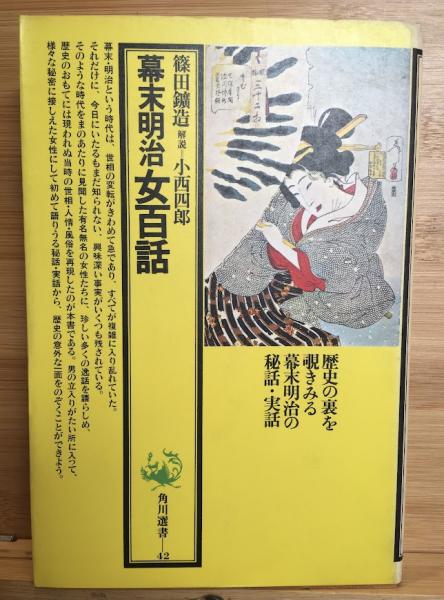 篠田鑛造
解説──小西四郎
幕末明治女百話
歴史の裏を
覗きみる
幕末明治の
秘話・実話
幕末・明治という時代は、世相の変転がきわめて急であり、すべてが複雑に入り乱れていた。
それだけに、今日にいたるもまだ知られない、興味深い事実がいくつも残されている。
そのような時代をまのあたりに見聞した有名無名の女性たちに、珍しい多くの逸話を語らしめ、
歴史のおもてには現われぬ当時の世相・人情・風俗を再現したのが本書である。男の立入りがたい所に入って、
様々な秘密に接しえた女性にして初めて語りうる秘話・実話から、歴史の意外な一面をのぞくことができよう。
角川選書──42